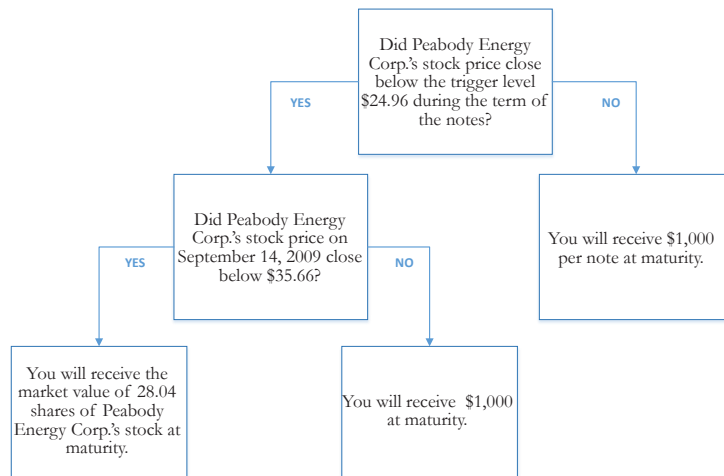 Did Peabody Energy
Corp.'s stock price close
below the trigger level
$24.96 during the term of
the notes?
YES
NO
Did Peabody Energy
Corp.'s stock price on
September 14, 2009 close
below $35.66?
You will receive $1,000
per note at maturity.
YES
NO
You will receive the
market value of 28.04
shares of Peabody
Energy Corp.'s stock at
maturity.
You will receive $1,000
at maturity.